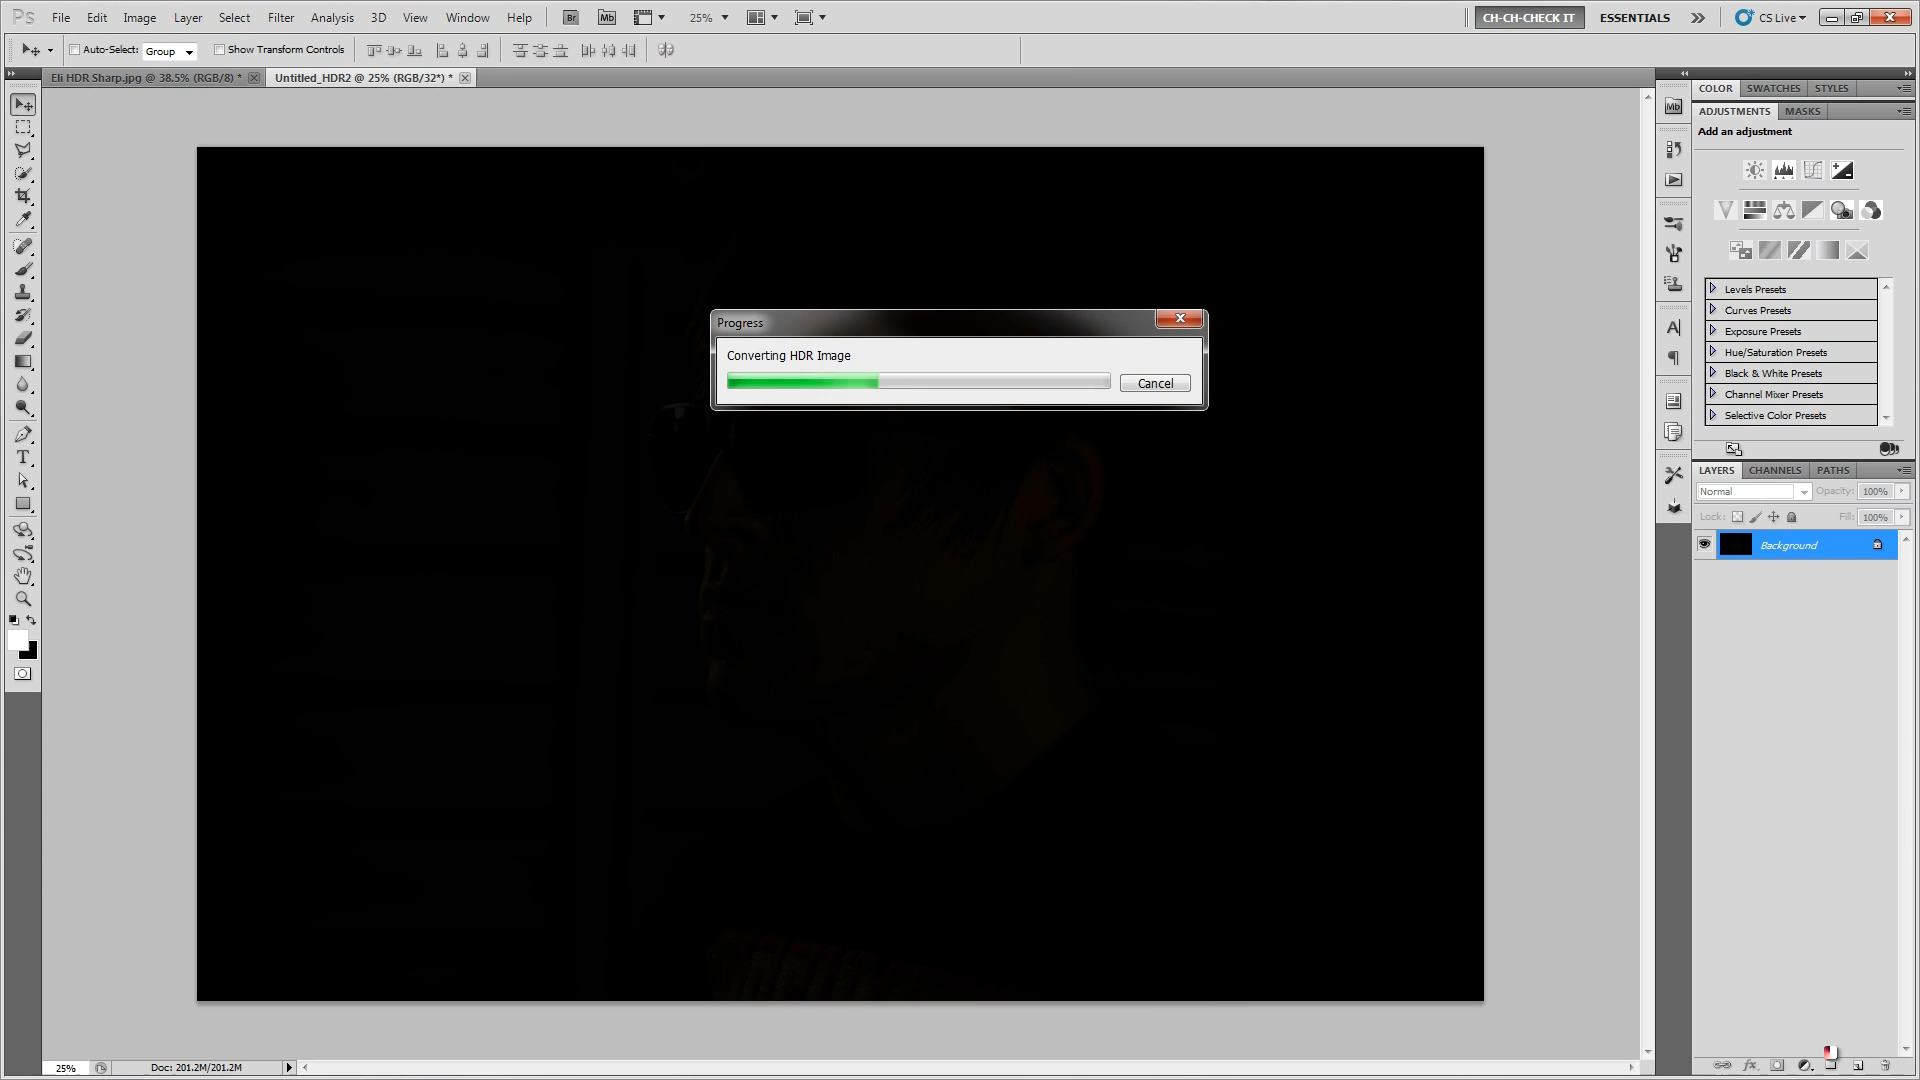 Ps File Edit Image Layer Select Filter Analysis 3D View Window Help Br Mb 25% CH-CH-CHECK IT ESSENTIALS CS Live
Auto-Select: Group Show Transform Controls
Eli HDR Sharp.jpg @ 38.5% (RGB/8) * Untitled_HDR2 @ 25% (RGB/32*) *
COLOR SWATCHES STYLES
Mb
ADJUSTMENTS MASKS
Add an adjustment
Levels Presets
Curves Presets
Exposure Presets
Hue/Saturation Presets
Black & White Presets
Channel Mixer Presets
Selective Color Presets
Progress
Converting HDR Image
Cancel
LAYERS CHANNELS PATHS
Normal Opacity: 100%
Lock: Fill: 100%
Background
25% Doc: 201.2M/201.2M